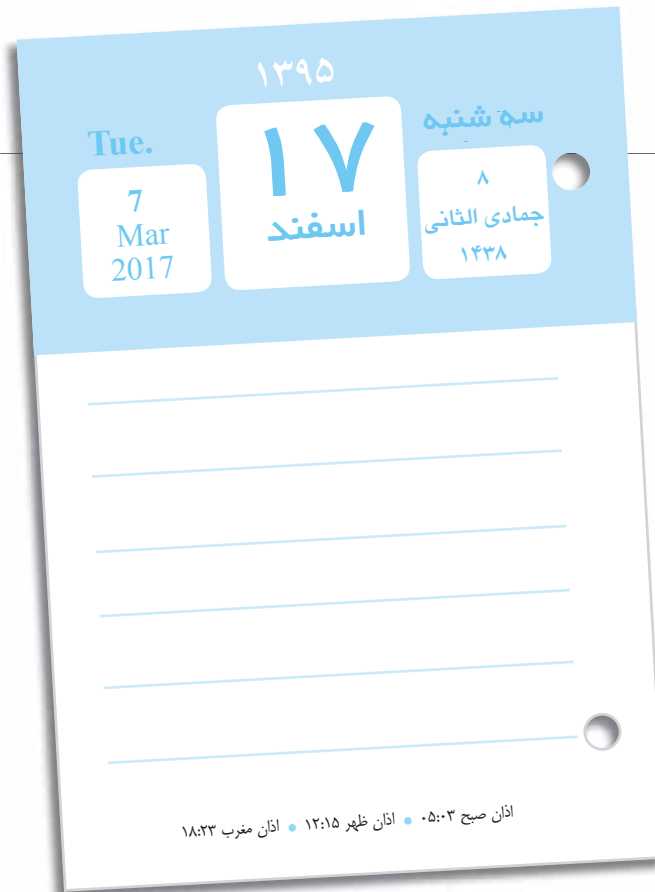 ۱۳۹۵
سه شنبه
۸
جمادی الثانی
۱۴۳۸
۱۷
اسفند
Tue.
7
Mar
2017
اذان صبح ۰۵:۰۳ • اذان ظهر ۱۲:۱۵ • اذان مغرب ۱۸:۲۳